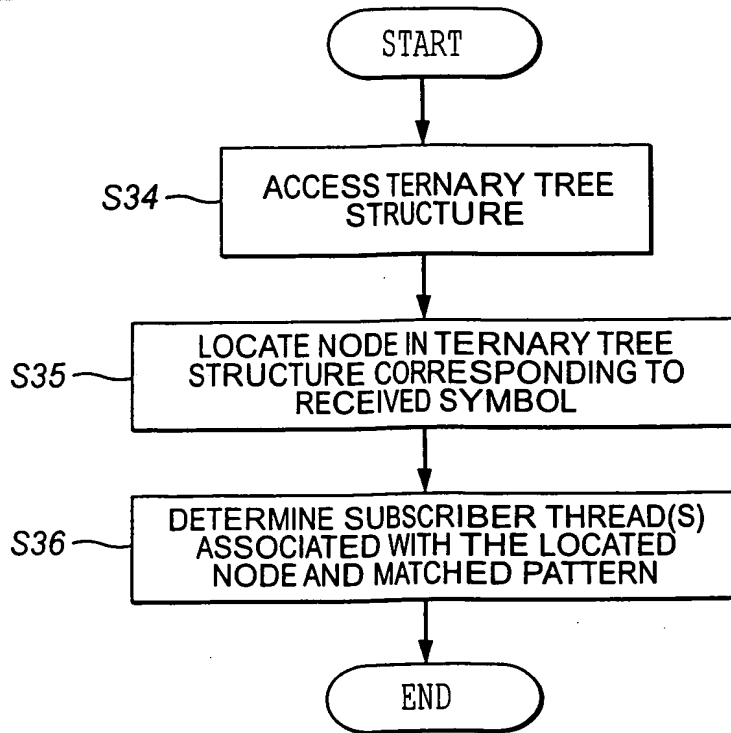 START
S34
ACCESS TERNARY TREE
STRUCTURE
S35
LOCATE NODE IN TERNARY TREE
STRUCTURE CORRESPONDING TO
RECEIVED SYMBOL
S36
DETERMINE SUBSCRIBER THREAD(S)
ASSOCIATED WITH THE LOCATED
NODE AND MATCHED PATTERN
END